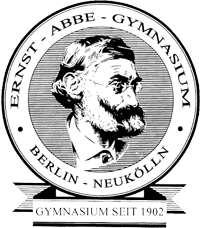 ERNST - ABBE - GYMNASIUM
BERLIN - NEUKÖLLN
GYMNASIUM SEIT 1902